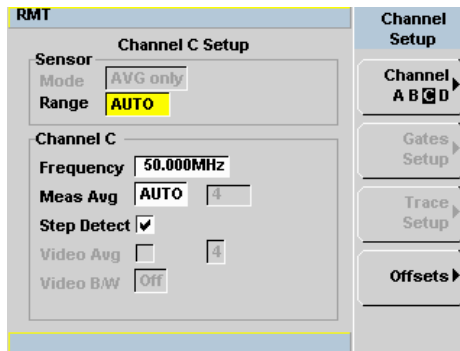 RMT
Channel C Setup
Sensor
Mode AVG only
Range AUTO
Channel C
Frequency 50.000MHz
Meas Avg AUTO 4
Step Detect
Video Avg 4
Video B/W Off
Channel
Setup
Channel
A B C D
Gates
Setup
Trace
Setup
Offsets